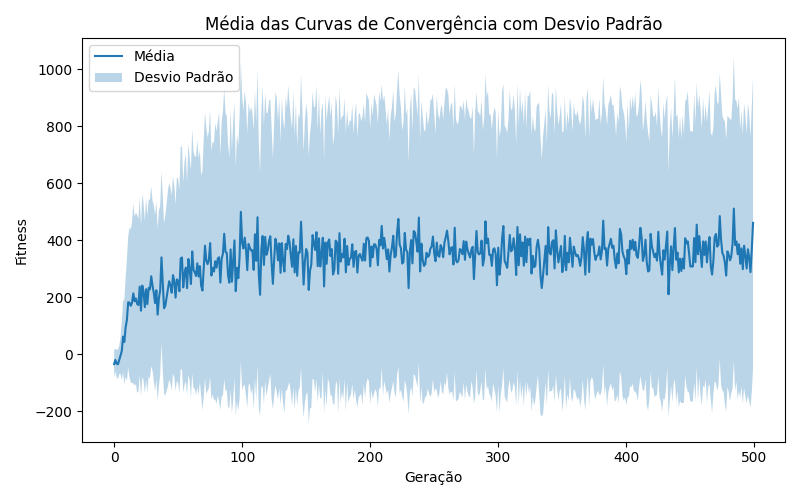 Média das Curvas de Convergência com Desvio Padrão
Média
Desvio Padrão
1000
800
600
400
200
0
−200
Fitness
0 100 200 300 400 500
Geração